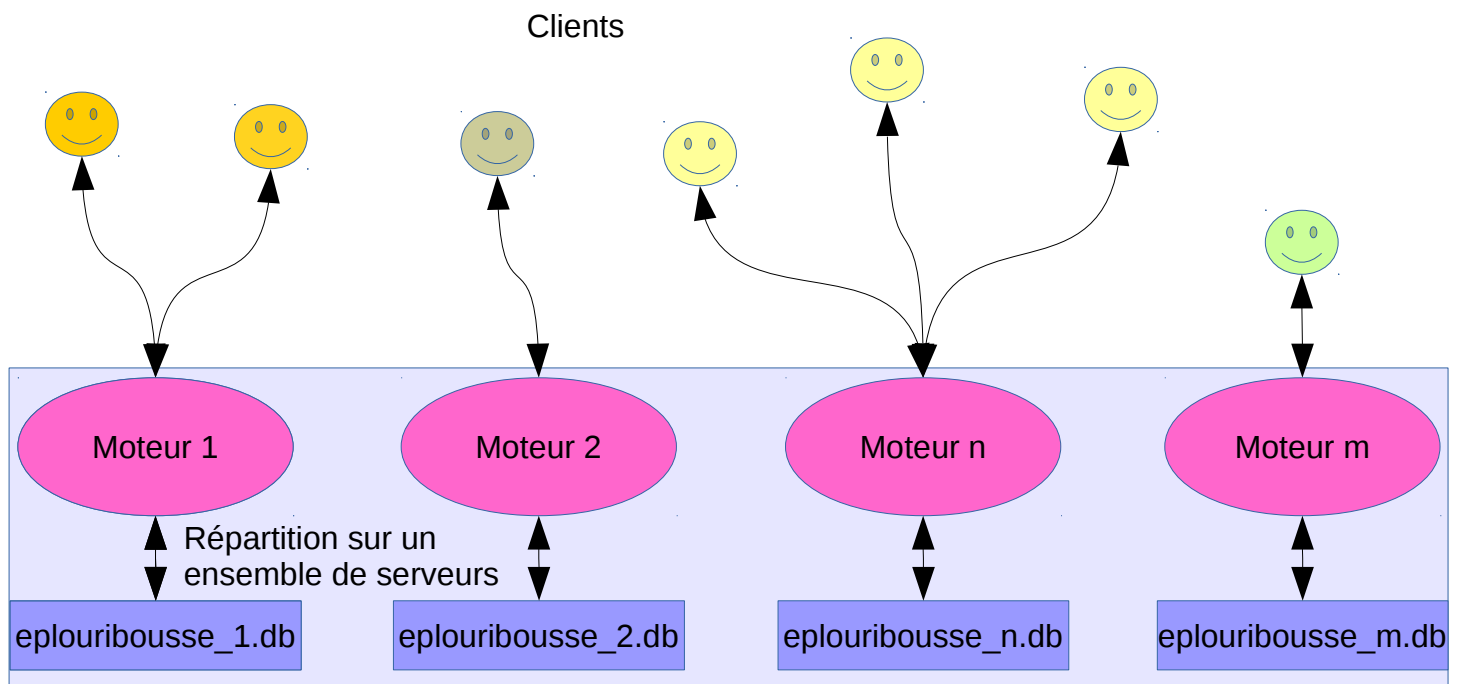 Clients
Moteur 1
Moteur 2
Moteur n
Moteur m
Répartition sur un
ensemble de serveurs
eplouribousse_1.db
eplouribousse_2.db
eplouribousse_n.db
eplouribousse_m.db